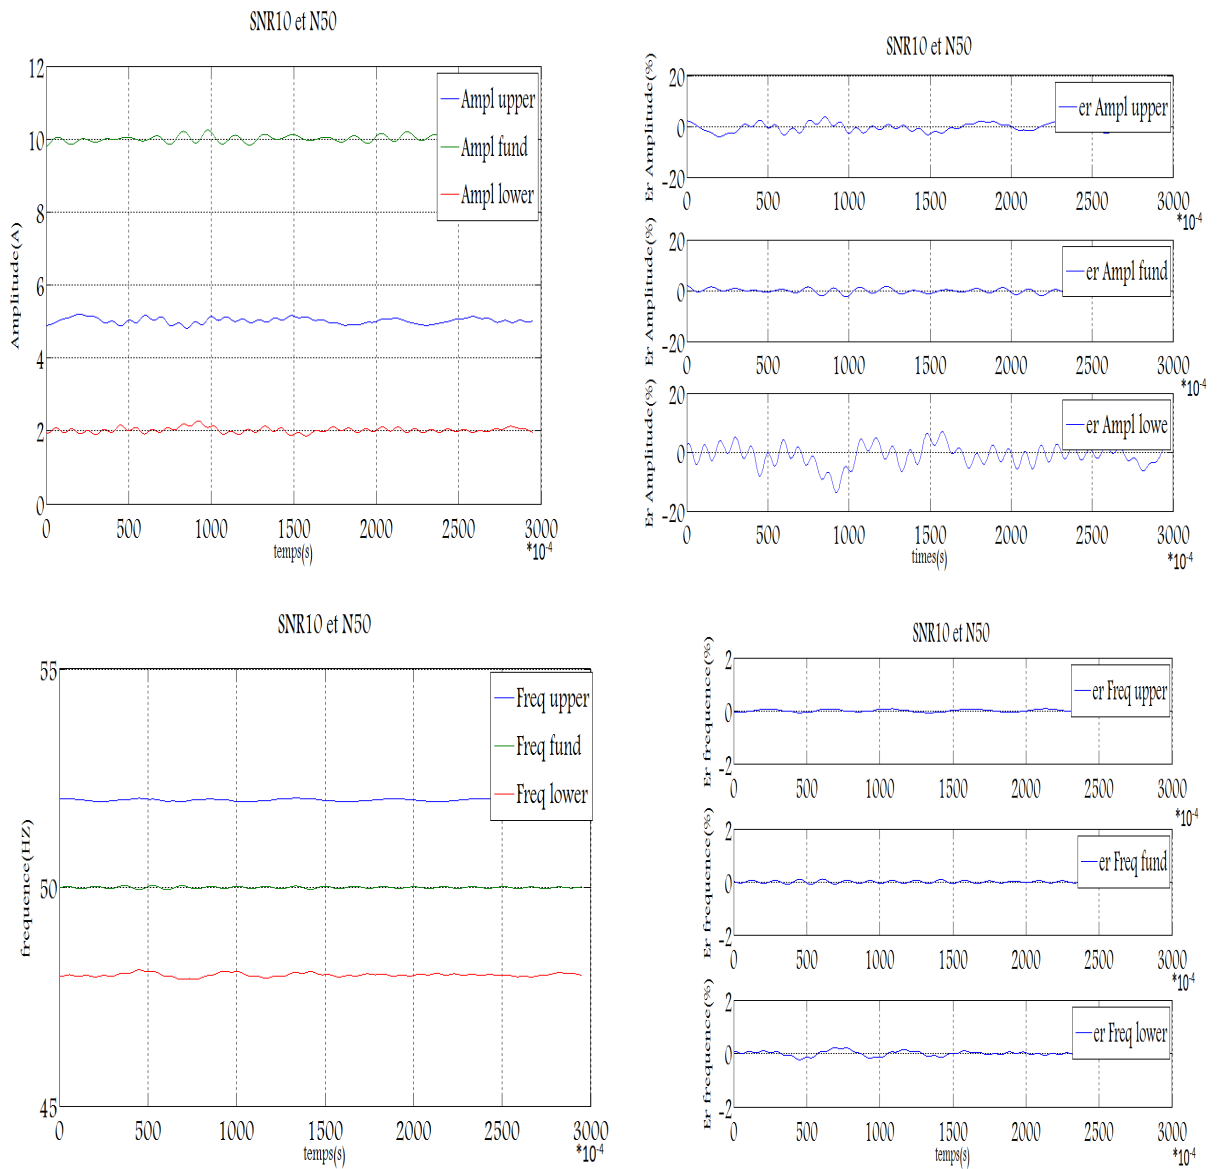 SNR10 et N50
12
10
8
6
4
2
0
Amplitude(A)
Ampl upper
Ampl fund
Ampl lower
0 500 1000 1500 2000 2500 3000
temps(s)
*10-4
SNR10 et N50
Er Amplitude(%)
20
0
-20
er Ampl upper
0 500 1000 1500 2000 2500 3000
*10-4
Er Amplitude(%)
20
0
-20
er Ampl fund
0 500 1000 1500 2000 2500 3000
*10-4
Er Amplitude(%)
20
0
-20
er Ampl lowe
0 500 1000 1500 2000 2500 3000
times(s)
*10-4
SNR10 et N50
55
50
45
frequence(HZ)
Freq upper
Freq fund
Freq lower
0 500 1000 1500 2000 2500 3000
temps(s)
*10-4
SNR10 et N50
Er frequence(%)
2
0
-2
er Freq upper
0 500 1000 1500 2000 2500 3000
*10-4
Er frequence(%)
2
0
-2
er Freq fund
0 500 1000 1500 2000 2500 3000
*10-4
Er frequence(%)
2
0
-2
er Freq lower
0 500 1000 1500 2000 2500 3000
temps(s)
*10-4